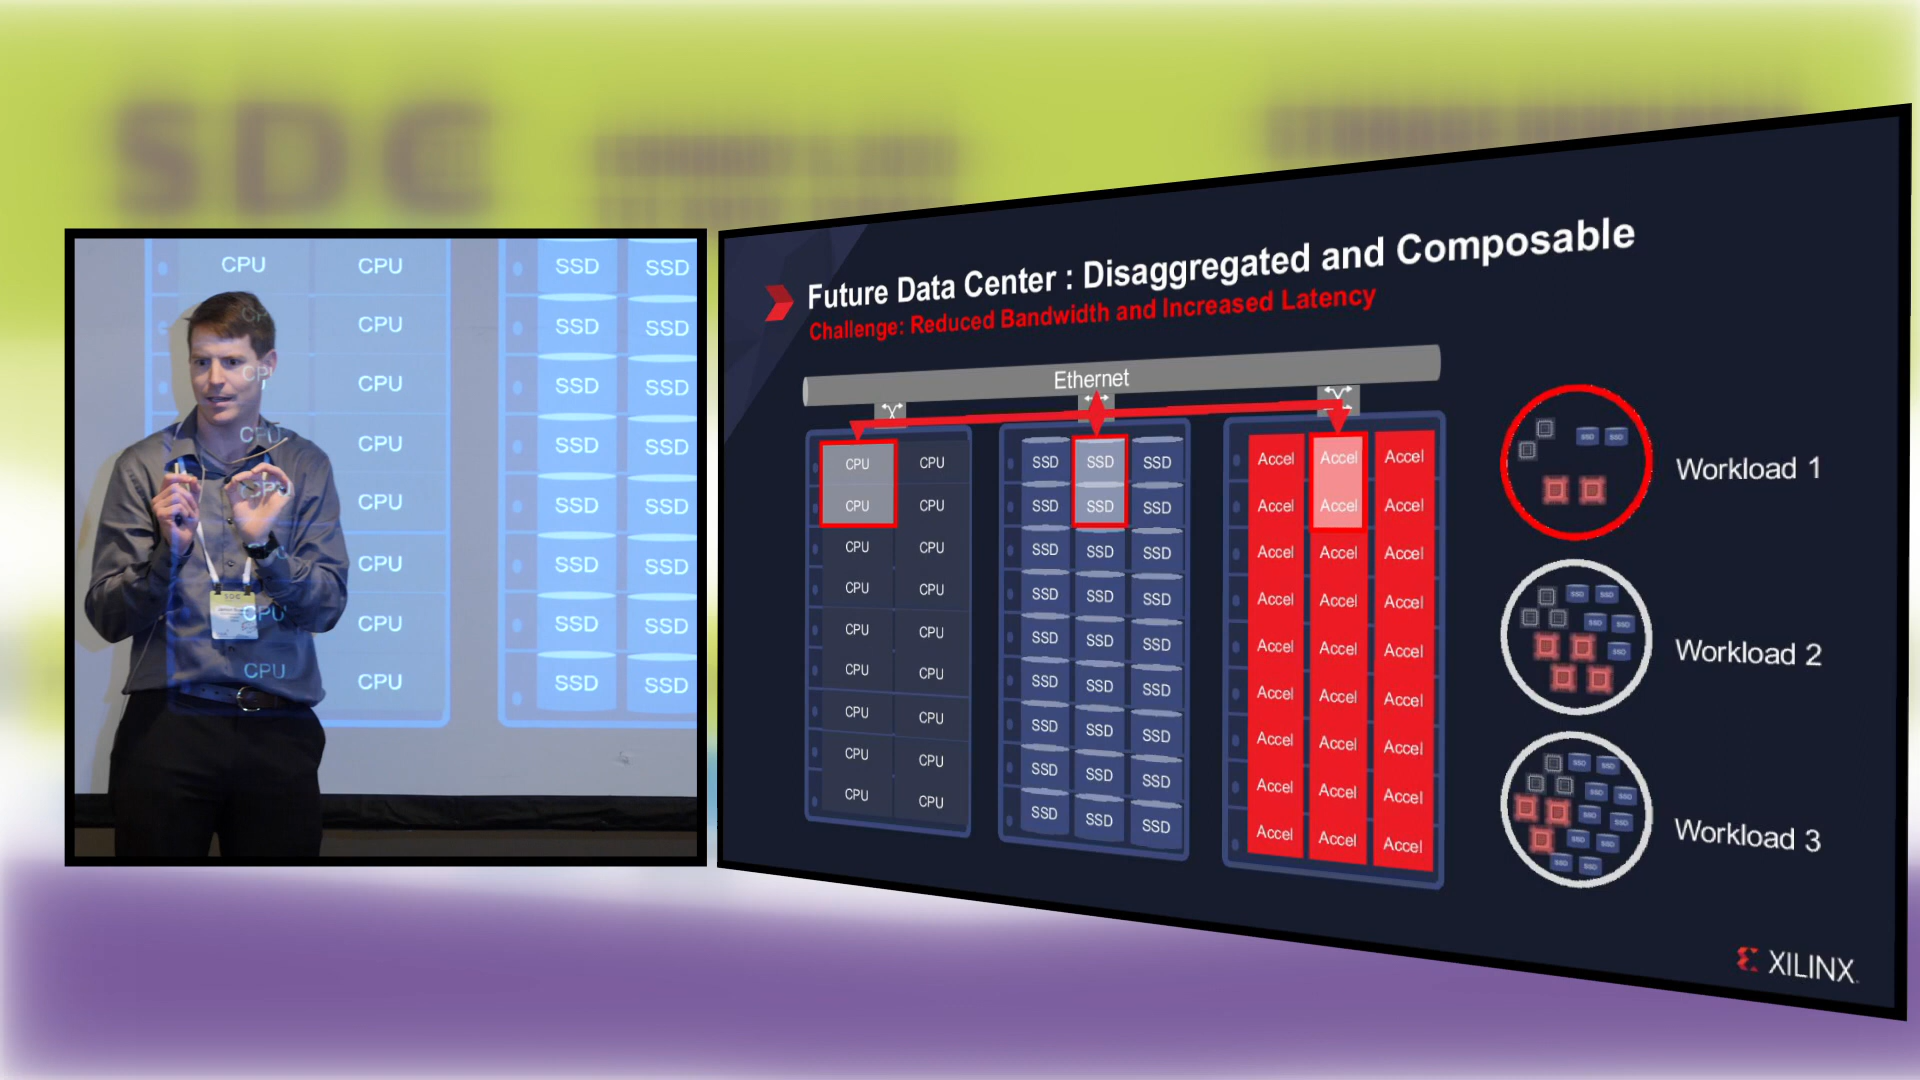 SDC
CPU CPU SSD SSD
CPU SSD SSD
CPU SSD SSD
CPU CPU SSD SSD
CPU CPU SSD SSD
CPU SSD SSD
CPU CPU SSD SSD
CPU CPU SSD SSD
SDC
Future Data Center : Disaggregated and Composable
Challenge: Reduced Bandwidth and Increased Latency
Ethernet
CPU CPU SSD SSD SSD Accel Accel Accel
CPU CPU SSD SSD SSD Accel Accel Accel
CPU CPU SSD SSD SSD Accel Accel Accel
CPU CPU SSD SSD SSD Accel Accel Accel
CPU CPU SSD SSD SSD Accel Accel Accel
CPU CPU SSD SSD SSD Accel Accel Accel
CPU CPU SSD SSD SSD Accel Accel Accel
CPU CPU SSD SSD SSD Accel Accel Accel
CPU CPU SSD SSD SSD Accel Accel Accel
Workload 1
Workload 2
Workload 3
XILINX